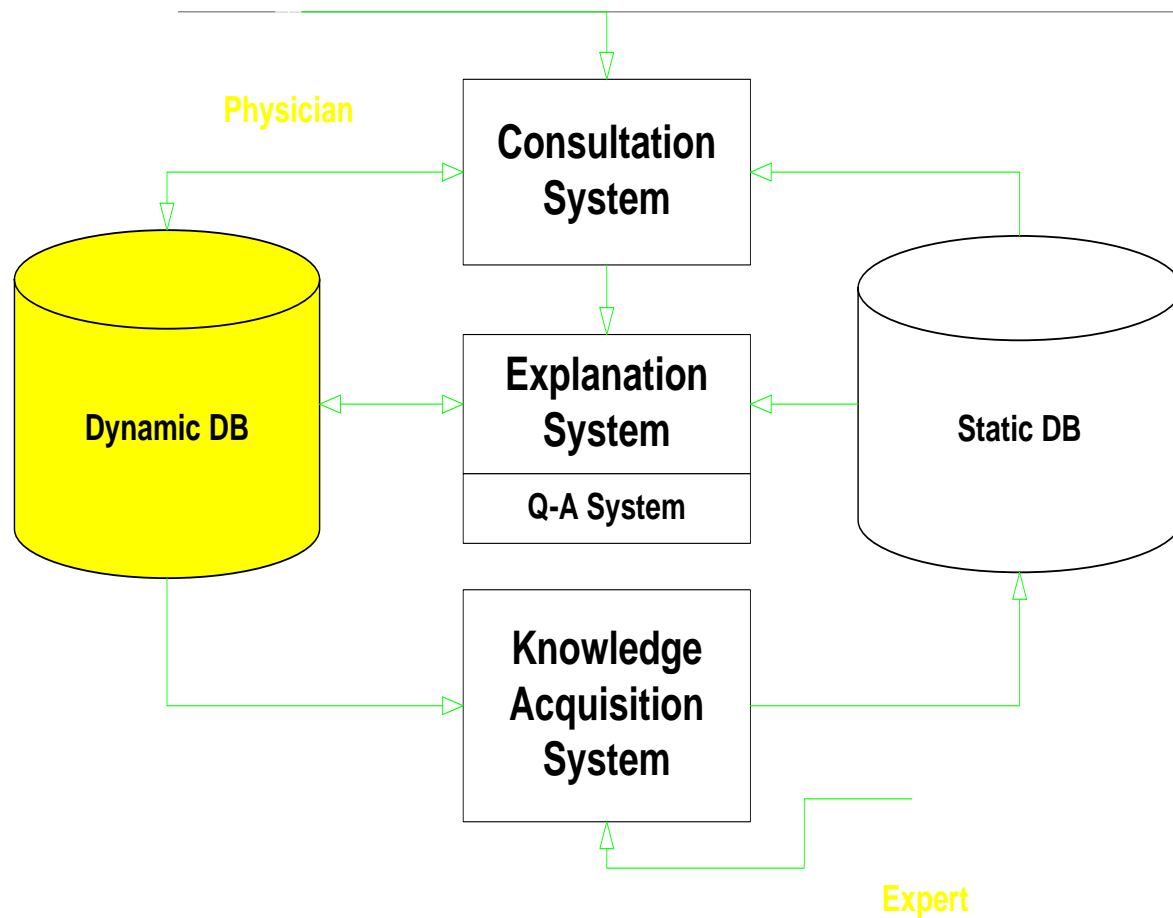 Physician
Consultation
System
Dynamic DB
Explanation
System
Q-A System
Static DB
Knowledge
Acquisition
System
Expert